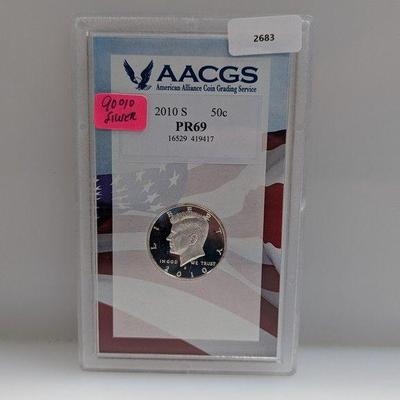 2683
AACGS
American Alliance Coin Grading Service
90% SILVER
2010 S 50c
PR69
16529 419417
LIBERTY
IN GOD WE TRUST
S
2010